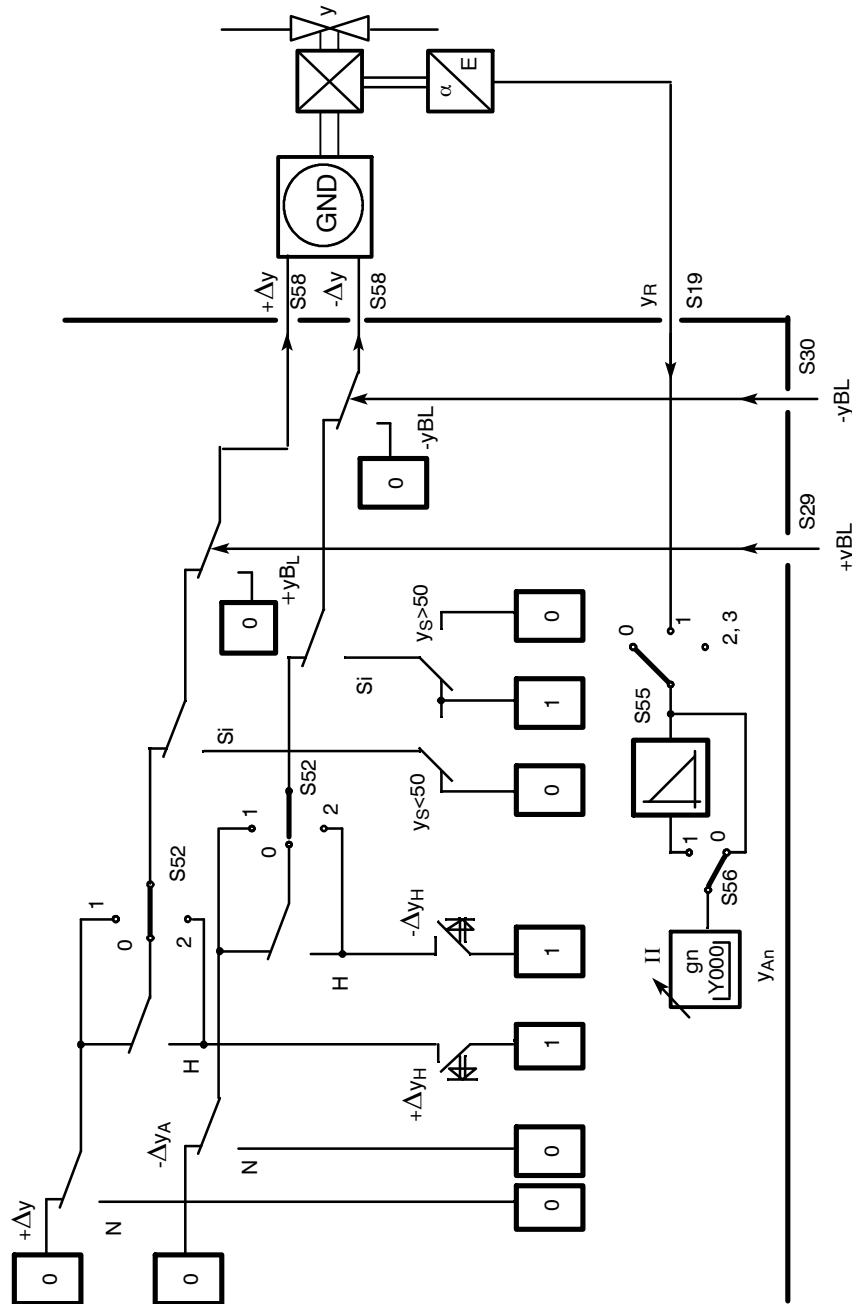 +Δy
0
N
1
0
S52
2
-ΔyA
0
H
N
Si
0
1
0
S52
2
+yBL
+Δy
S58
GND
y
-Δy
S58
H
Si
0
-yBL
+ΔyH
-ΔyH
yS<50
yS>50
α
E
0
0
1
1
0
1
0
0
1
2, 3
S55
yR
S19
1
0
S56
II
gn
Y000
yAn
S29
S30
+yBL
-yBL